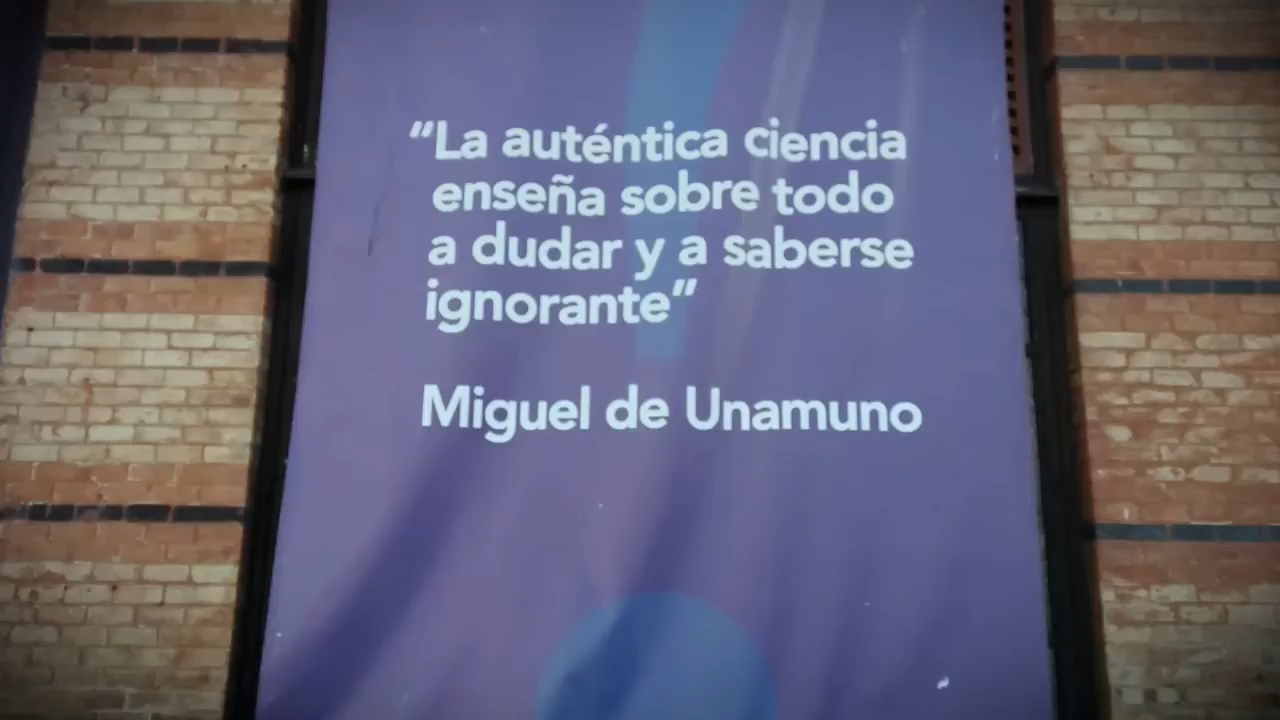 “La auténtica ciencia
enseña sobre todo
a dudar y a saberse
ignorante”
Miguel de Unamuno